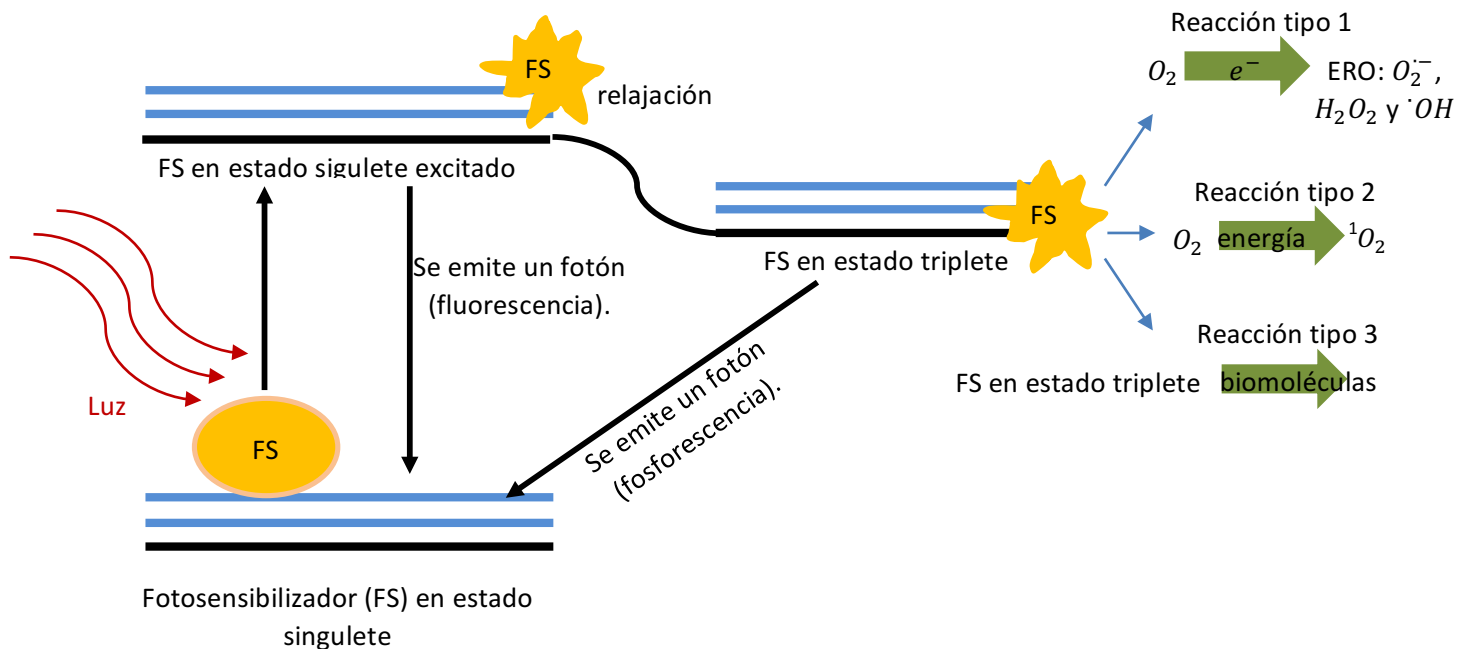 Reacción tipo 1
FS
relajación
O₂ e⁻ ERO: O₂˙⁻,
H₂O₂ y ˙OH
FS en estado sigulete excitado
Reacción tipo 2
FS
O₂ energía ¹O₂
FS en estado triplete
Se emite un fotón
(fluorescencia).
Reacción tipo 3
FS en estado triplete biomoléculas
Se emite un fotón
(fosforescencia).
Luz
FS
Fotosensibilizador (FS) en estado
singulete